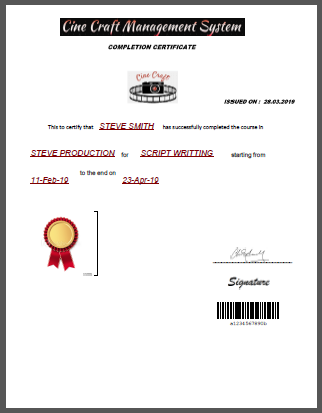 Cine Craft Management System
COMPLETION CERTIFICATE
Cine Craft
ISSUED ON : 28.03.2019
This to certify that STEVE SMITH has successfully completed the course in
STEVE PRODUCTION for SCRIPT WRITTING starting from
11-Feb-19 to the end on 23-Apr-19
Signature
a1234567890b